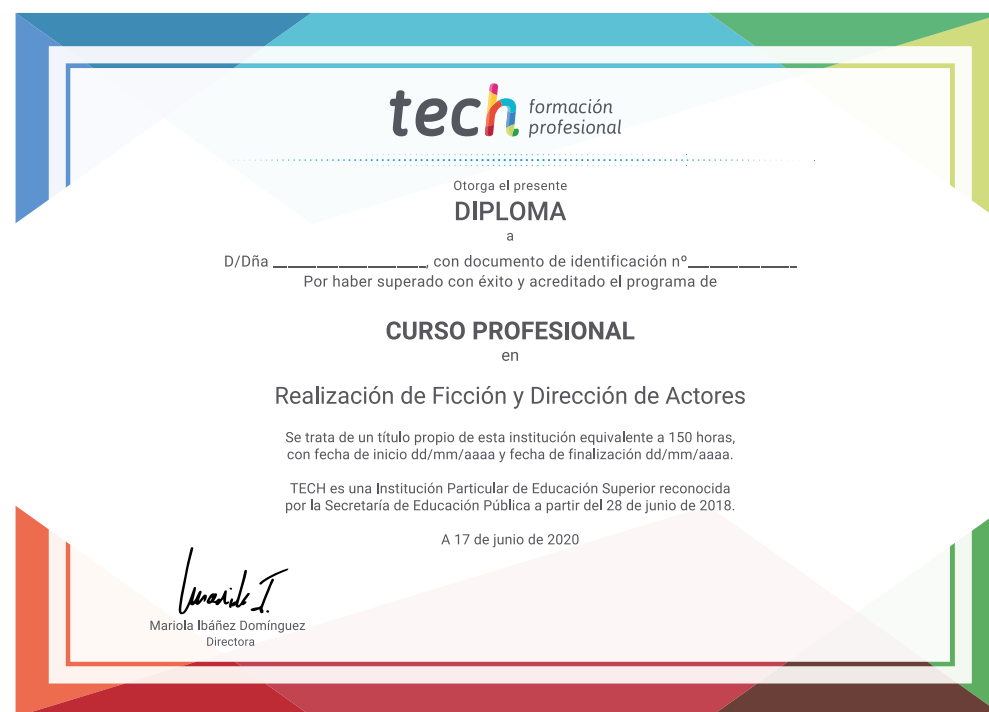 tech formación
profesional
Otorga el presente
DIPLOMA
a
D/Dña ____________________, con documento de identificación nº______________
Por haber superado con éxito y acreditado el programa de
CURSO PROFESIONAL
en
Realización de Ficción y Dirección de Actores
Se trata de un título propio de esta institución equivalente a 150 horas,
con fecha de inicio dd/mm/aaaa y fecha de finalización dd/mm/aaaa.
TECH es una Institución Particular de Educación Superior reconocida
por la Secretaría de Educación Pública a partir del 28 de junio de 2018.
A 17 de junio de 2020
Mariola Ibáñez Domínguez
Directora